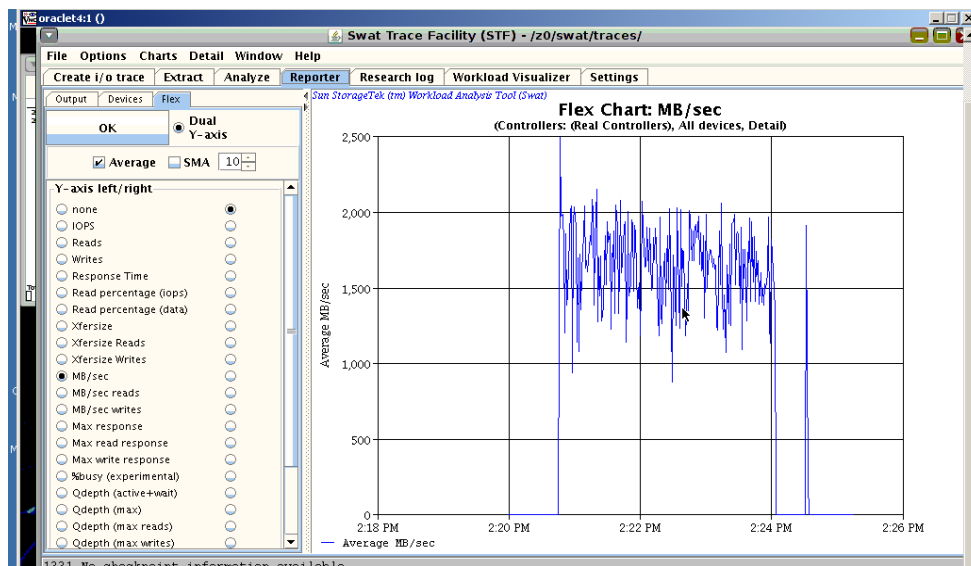 oraclet4:1 ()
Swat Trace Facility (STF) - /z0/swat/traces/
File Options Charts Detail Window Help
Create i/o trace Extract Analyze Reporter Research log Workload Visualizer Settings
Output Devices Flex
OK
Dual
Y-axis
Average SMA 10
Y-axis left/right
none
IOPS
Reads
Writes
Response Time
Read percentage (iops)
Read percentage (data)
Xfersize
Xfersize Reads
Xfersize Writes
MB/sec
MB/sec reads
MB/sec writes
Max response
Max read response
Max write response
%busy (experimental)
Qdepth (active+wait)
Qdepth (max)
Qdepth (max reads)
Qdepth (max writes)
Sun StorageTek (tm) Workload Analysis Tool (Swat)
Flex Chart: MB/sec
(Controllers: (Real Controllers), All devices, Detail)
Average MB/sec
2,500
2,000
1,500
1,000
500
0
2:18 PM 2:20 PM 2:22 PM 2:24 PM 2:26 PM
Average MB/sec
1331 No checkpoint information available